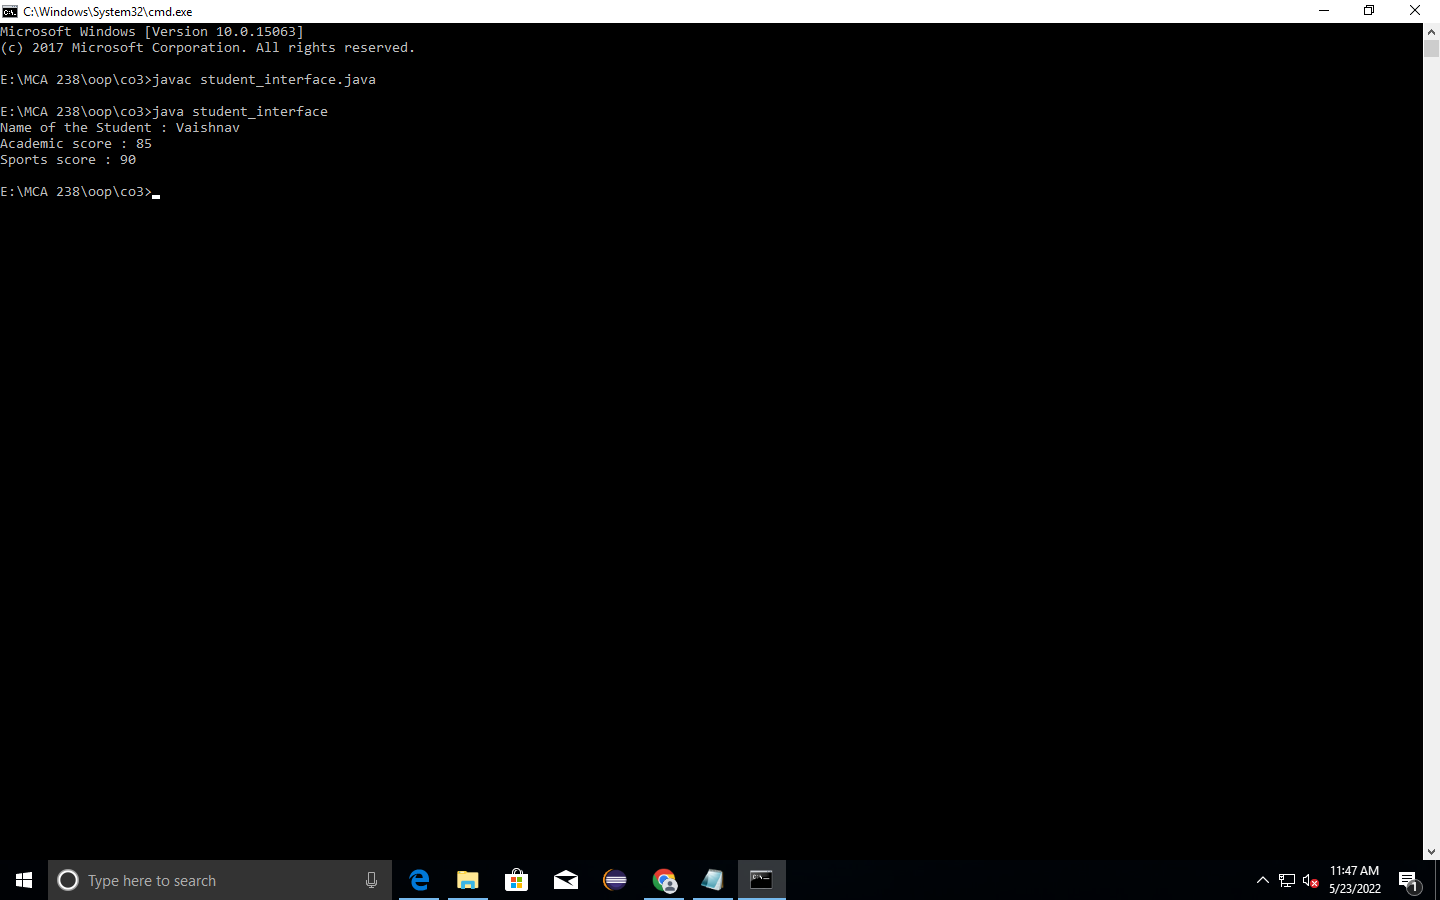 C:\Windows\System32\cmd.exe
Microsoft Windows [Version 10.0.15063]
(c) 2017 Microsoft Corporation. All rights reserved.
E:\MCA 238\oop\co3>javac student_interface.java
E:\MCA 238\oop\co3>java student_interface
Name of the Student : Vaishnav
Academic score : 85
Sports score : 90
E:\MCA 238\oop\co3>
Type here to search
11:47 AM
5/23/2022
1